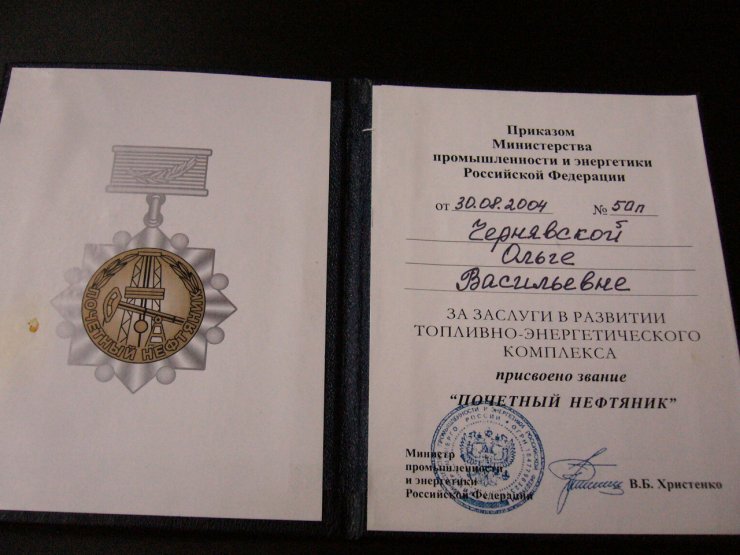 ПОЧЕТНЫЙ НЕФТЯНИК
Приказом
Министерства
промышленности и энергетики
Российской Федерации
от 30.08.2004 № 50п
Чернявской
Ольге
Васильевне
ЗА ЗАСЛУГИ В РАЗВИТИИ
ТОПЛИВНО-ЭНЕРГЕТИЧЕСКОГО
КОМПЛЕКСА
присвоено звание
“ПОЧЕТНЫЙ НЕФТЯНИК”
Министр
промышленности
и энергетики
Российской Федерации
В.Б. Христенко